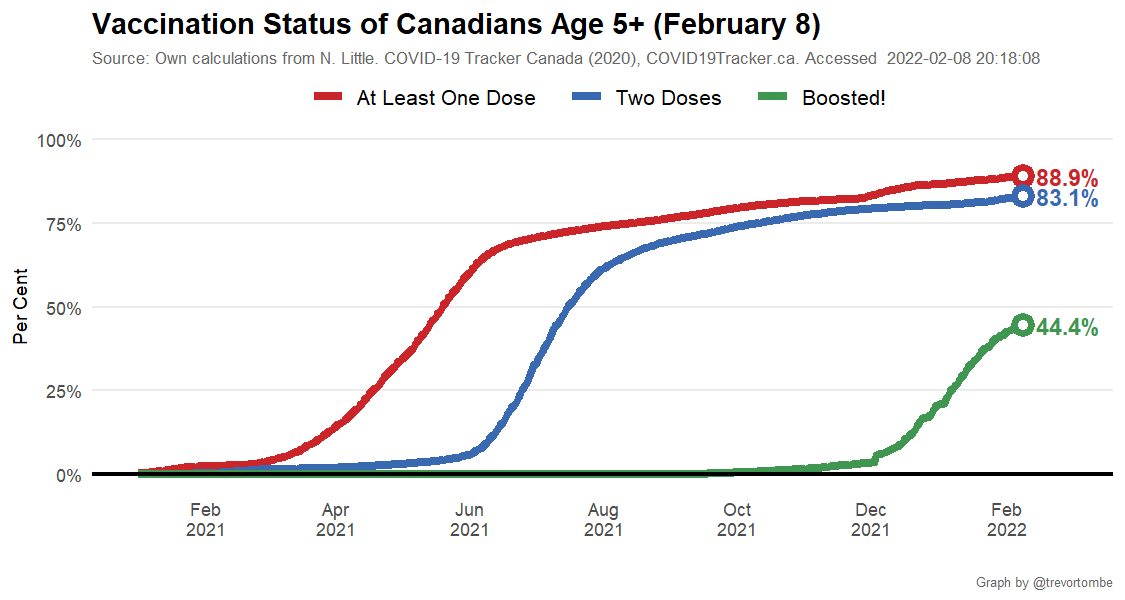 Vaccination Status of Canadians Age 5+ (February 8)
Source: Own calculations from N. Little. COVID-19 Tracker Canada (2020), COVID19Tracker.ca. Accessed  2022-02-08 20:18:08
At Least One Dose Two Doses Boosted!
100%
88.9%
83.1%
75%
Per Cent
50%
44.4%
25%
0%
Feb Apr Jun Aug Oct Dec Feb
2021 2021 2021 2021 2021 2021 2022
Graph by @trevortombe